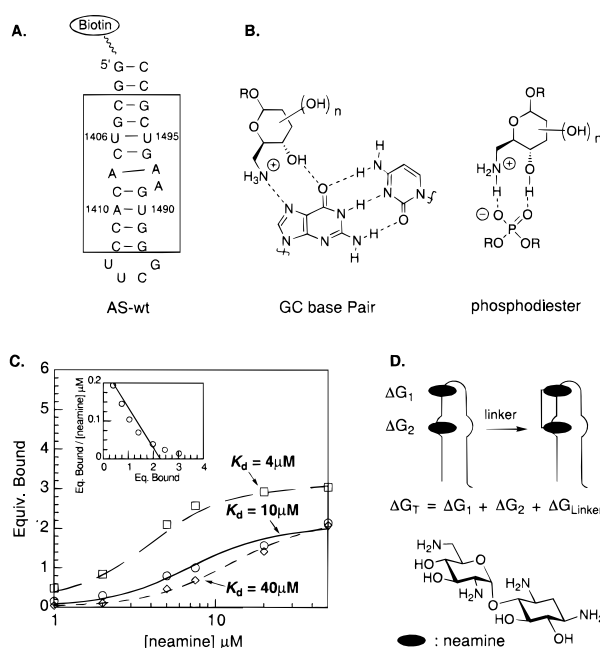 A.
Biotin
5' G – C
G – C
C – G
G – C
1406 U – U 1495
C – G
A
C – G
A — A
C – G
A
1410 A – U 1490
C – G
C – G
U G
U C
AS-wt
B.
RO
O
(OH)n
OH
H3N +
O
H
N – H
N
N
N
N – H
N
N
N – H
O
H
GC base Pair
OR
O
(OH)n
H2N +
O
H H
⊖ O O
P
RO OR
phosphodiester
C.
Equiv. Bound
6
5
4
3
2
1
0
1 10
[neamine] μM
Eq. Bound / [neamine] μM
0.2
0.1
0
0 1 2 3 4
Eq. Bound
Kd = 4μM
Kd = 10μM
Kd = 40μM
D.
ΔG1
ΔG2
linker
ΔGT = ΔG1 + ΔG2 + ΔGLinker
H2N
HO
HO
O
H2N
O
H2N
HO
OH
NH2
: neamine